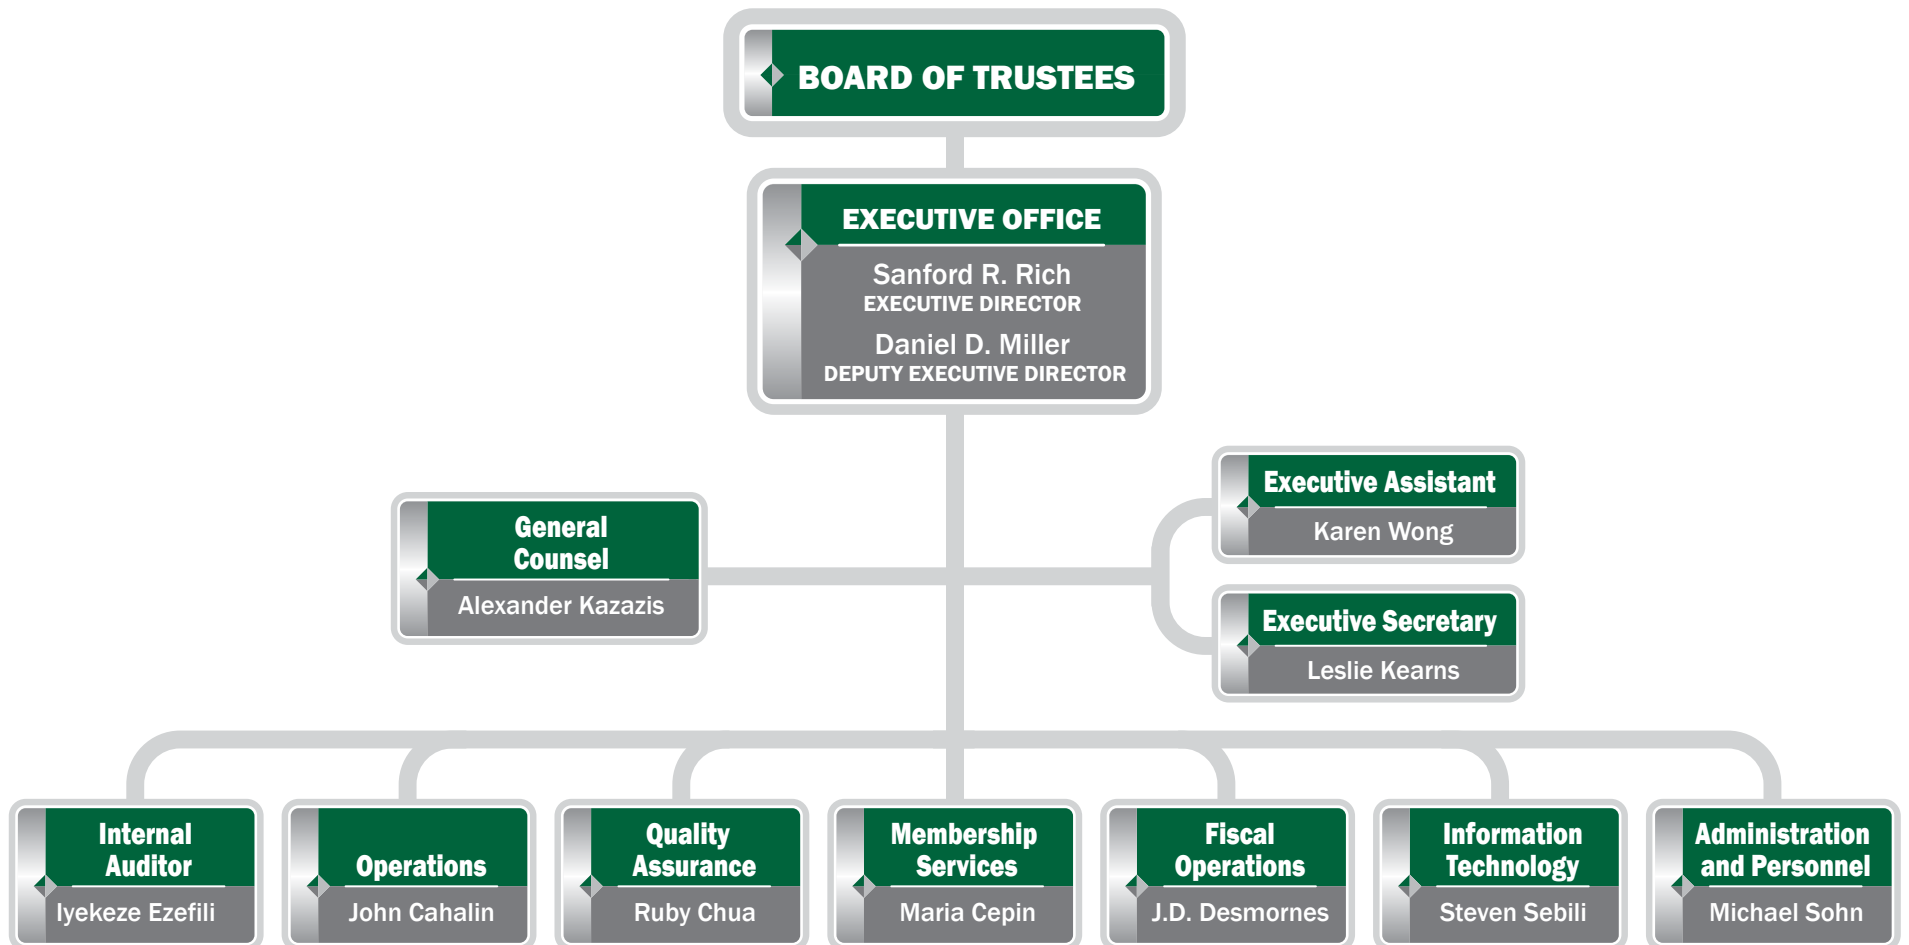 BOARD OF TRUSTEES
EXECUTIVE OFFICE
Sanford R. Rich
EXECUTIVE DIRECTOR
Daniel D. Miller
DEPUTY EXECUTIVE DIRECTOR
General
Counsel
Alexander Kazazis
Executive Assistant
Karen Wong
Executive Secretary
Leslie Kearns
Internal
Auditor
Iyekeze Ezefili
Operations
John Cahalin
Quality
Assurance
Ruby Chua
Membership
Services
Maria Cepin
Fiscal
Operations
J.D. Desmornes
Information
Technology
Steven Sebili
Administration
and Personnel
Michael Sohn